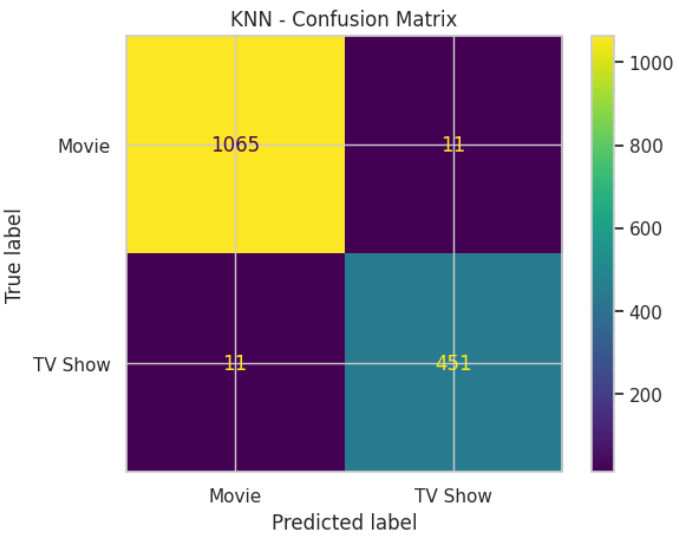 KNN - Confusion Matrix
Movie
1065
11
TV Show
11
451
True label
Movie
TV Show
Predicted label
1000
800
600
400
200